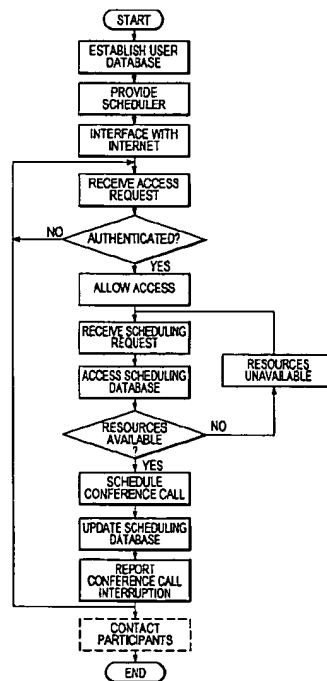 START
ESTABLISH USER
DATABASE
PROVIDE
SCHEDULER
INTERFACE WITH
INTERNET
RECEIVE ACCESS
REQUEST
NO
AUTHENTICATED?
YES
ALLOW ACCESS
RECEIVE SCHEDULING
REQUEST
RESOURCES
UNAVAILABLE
ACCESS SCHEDULING
DATABASE
RESOURCES
AVAILABLE
?
NO
YES
SCHEDULE
CONFERENCE CALL
UPDATE SCHEDULING
DATABASE
REPORT
CONFERENCE CALL
INTERRUPTION
CONTACT
PARTICIPANTS
END